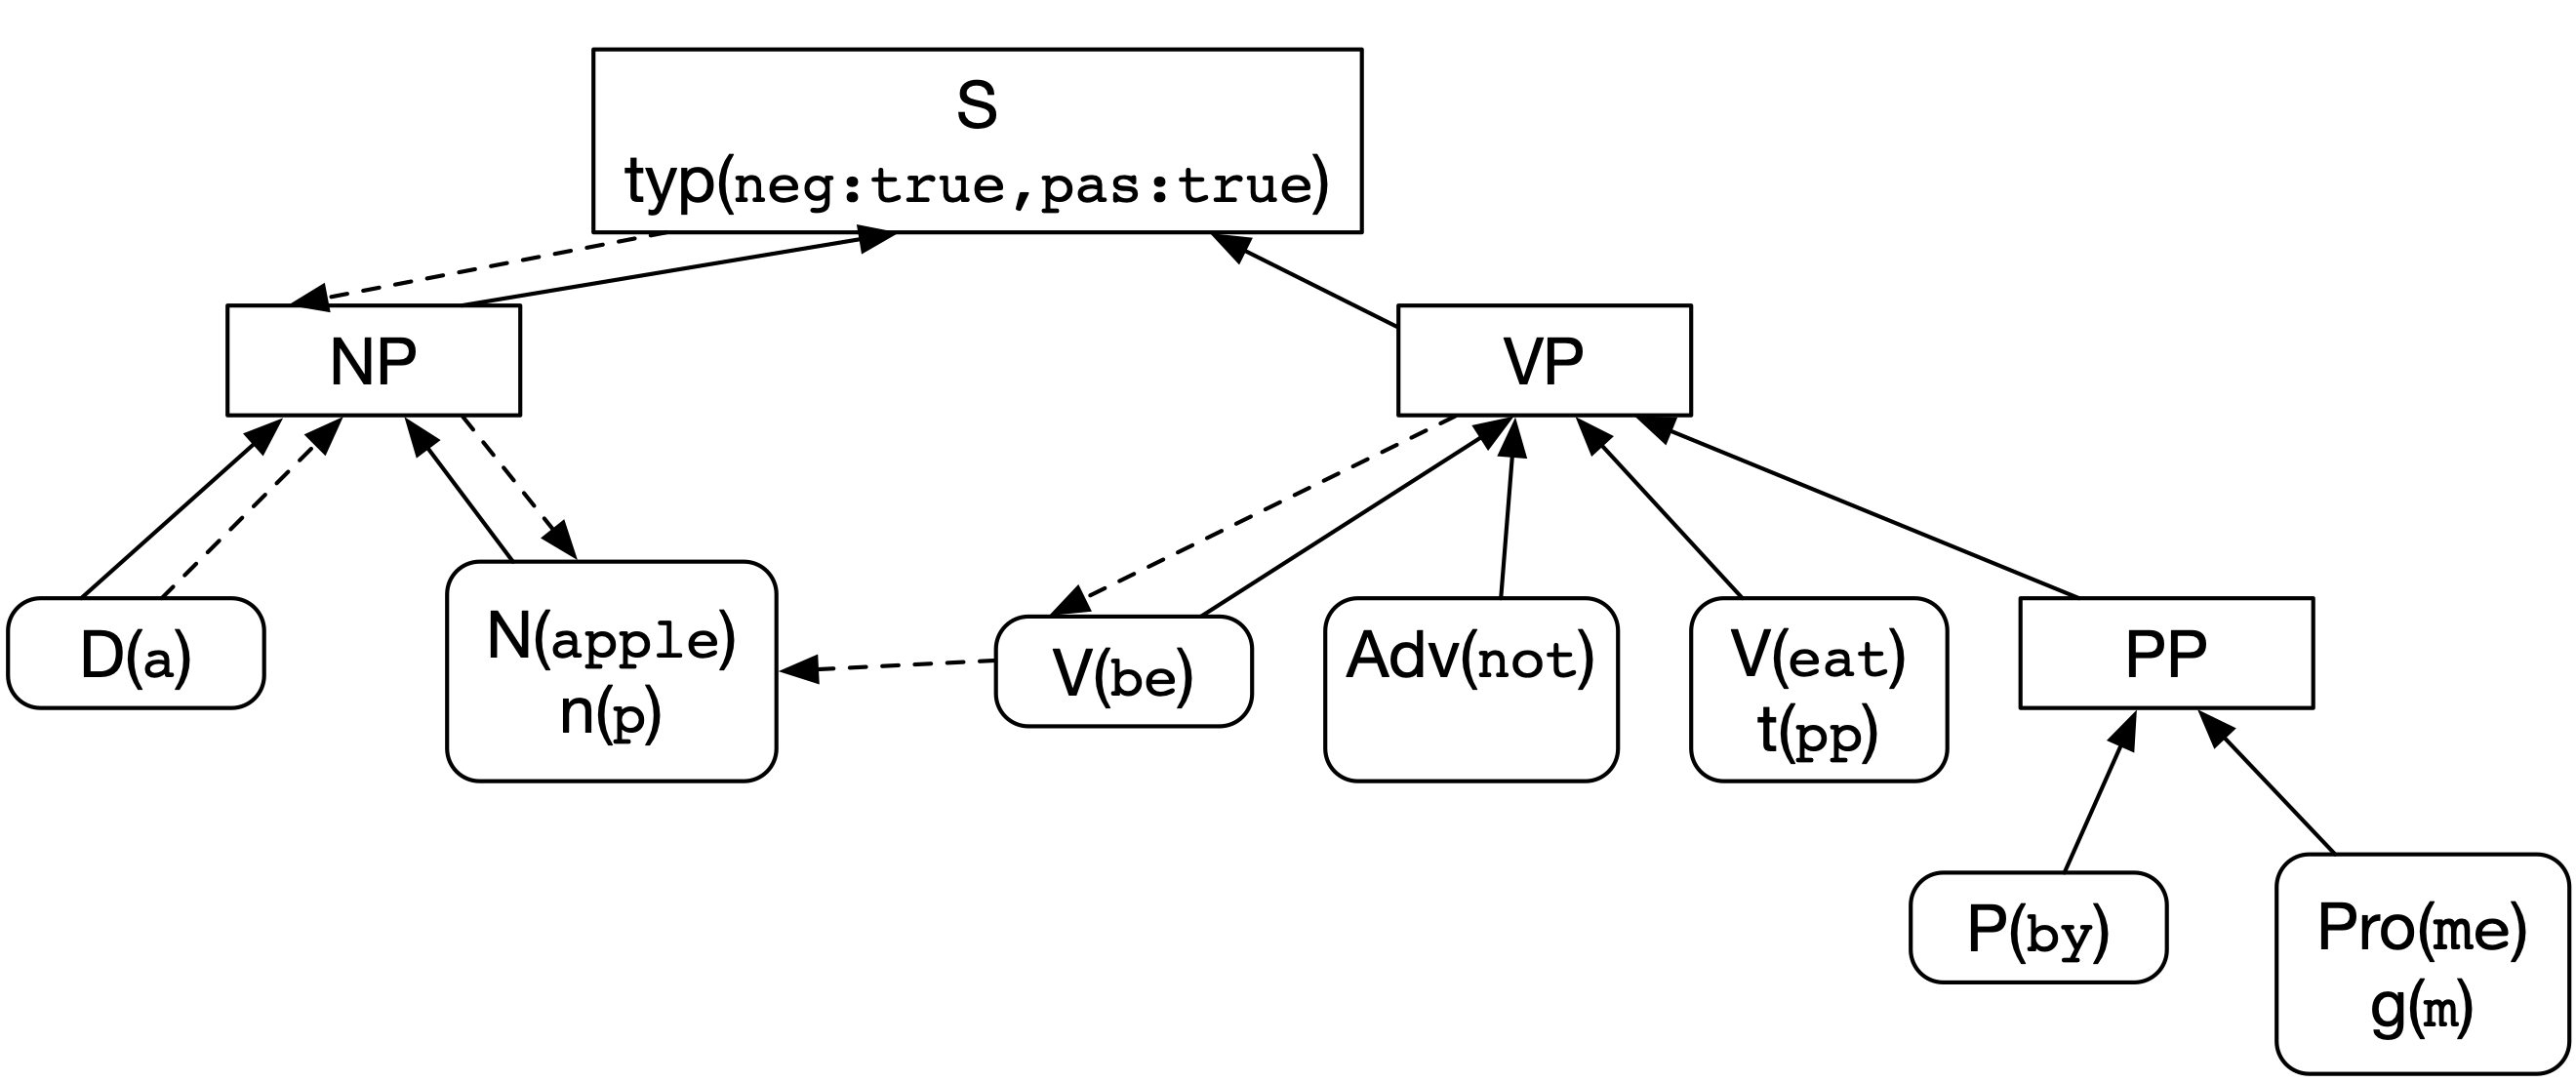 S
typ(neg:true,pas:true)
NP
VP
D(a)
N(apple)
n(p)
V(be)
Adv(not)
V(eat)
t(pp)
PP
P(by)
Pro(me)
g(m)